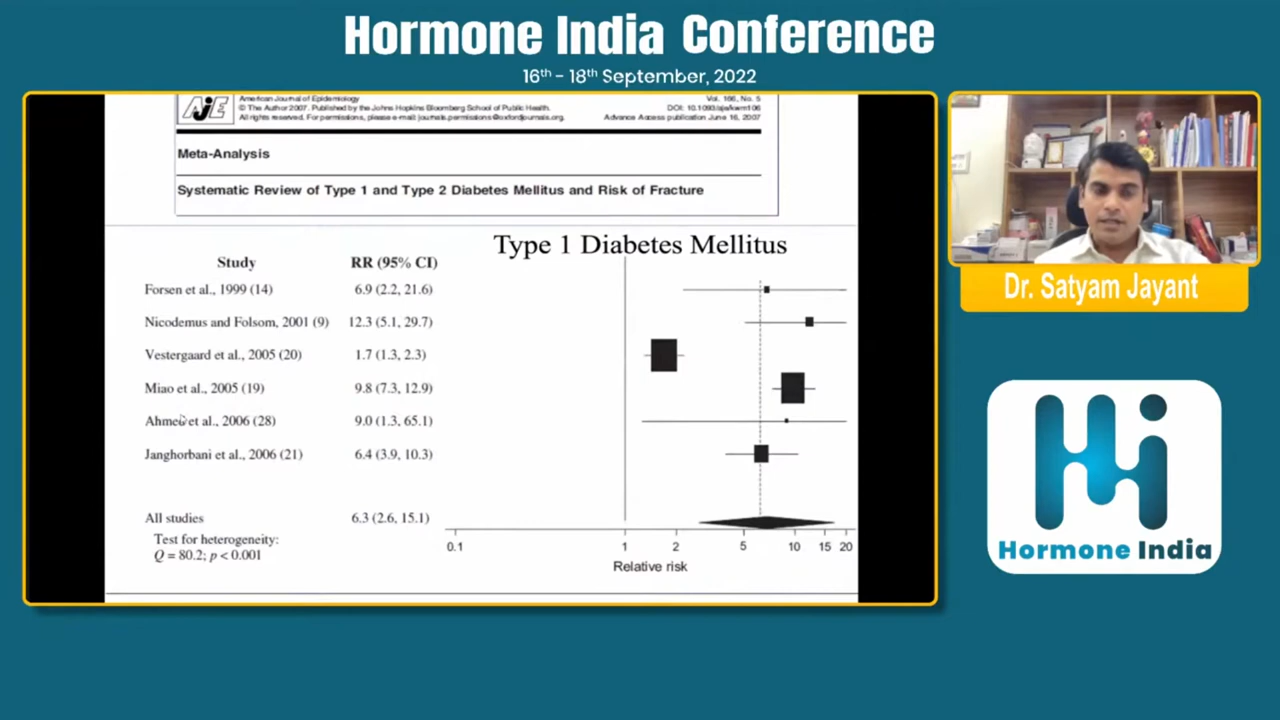 Hormone India Conference
16th - 18th September, 2022
AJE
American Journal of Epidemiology
© The Author 2007. Published by the Johns Hopkins Bloomberg School of Public Health.
All rights reserved. For permissions, please e-mail: journals.permissions@oxfordjournals.org.
Vol. 166, No. 5
Advance Access publication June 16, 2007
Meta-Analysis
Systematic Review of Type 1 and Type 2 Diabetes Mellitus and Risk of Fracture
Type 1 Diabetes Mellitus
Study RR (95% CI)
Forsen et al., 1999 (14) 6.9 (2.2, 21.6)
Nicodemus and Folsom, 2001 (9) 12.3 (5.1, 29.7)
Vestergaard et al., 2005 (20) 1.7 (1.3, 2.3)
Miao et al., 2005 (19) 9.8 (7.3, 12.9)
Ahmed et al., 2006 (28) 9.0 (1.3, 65.1)
Janghorbani et al., 2006 (21) 6.4 (3.9, 10.3)
All studies 6.3 (2.6, 15.1)
Test for heterogeneity:
Q = 80.2; p < 0.001
0.1 1 2 5 10 15 20
Relative risk
Dr. Satyam Jayant
Hormone India